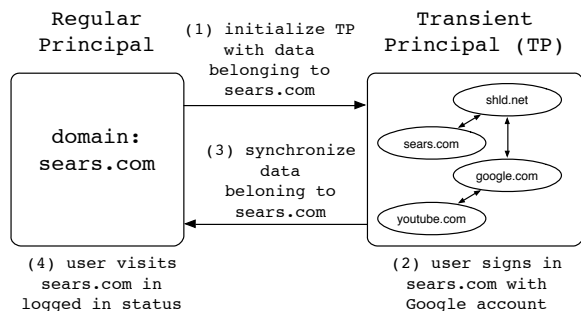 Regular
Principal
(1) initialize TP
with data
belonging to
sears.com
Transient
Principal (TP)
domain:
sears.com
shld.net
sears.com
google.com
youtube.com
(3) synchronize
data
beloning to
sears.com
(4) user visits
sears.com in
logged in status
(2) user signs in
sears.com with
Google account